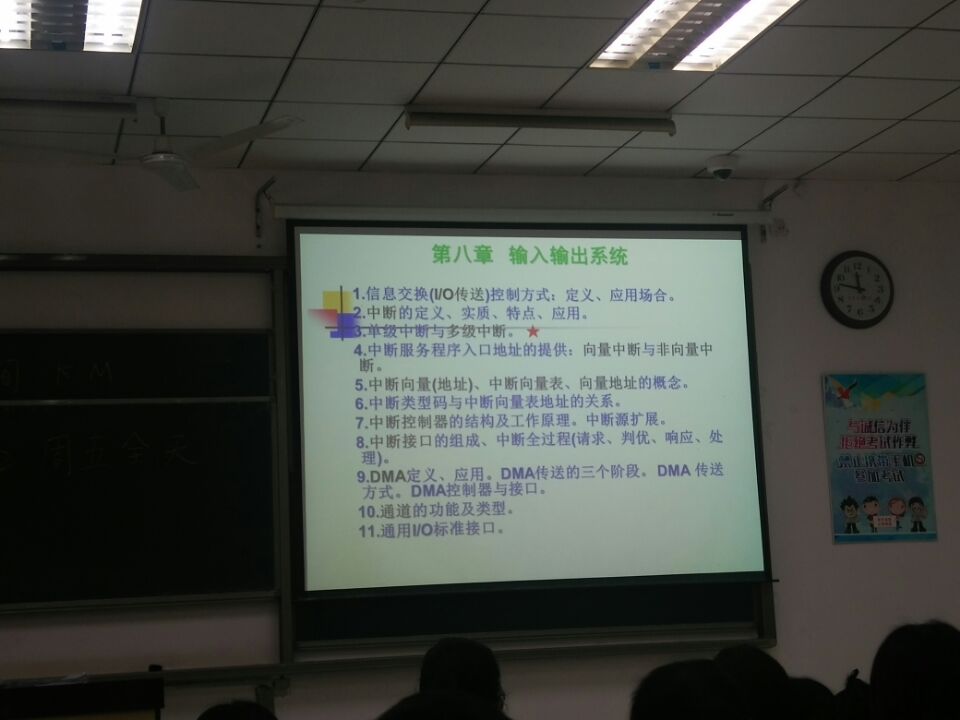 第八章 输入输出系统
1.信息交换(I/O传送)控制方式：定义、应用场合。
2.中断的定义、实质、特点、应用。
3.单级中断与多级中断。
4.中断服务程序入口地址的提供：向量中断与非向量中
断。
5.中断向量(地址)、中断向量表、向量地址的概念。
6.中断类型码与中断向量表地址的关系。
7.中断控制器的结构及工作原理。中断源扩展。
8.中断接口的组成、中断全过程(请求、判优、响应、处
理)。
9.DMA定义、应用。DMA传送的三个阶段。DMA 传送
方式。DMA控制器与接口。
10.通道的功能及类型。
11.通用I/O标准接口。
周五全天
与诚信为伴
拒绝考试作弊
禁止携带手机
参加考试